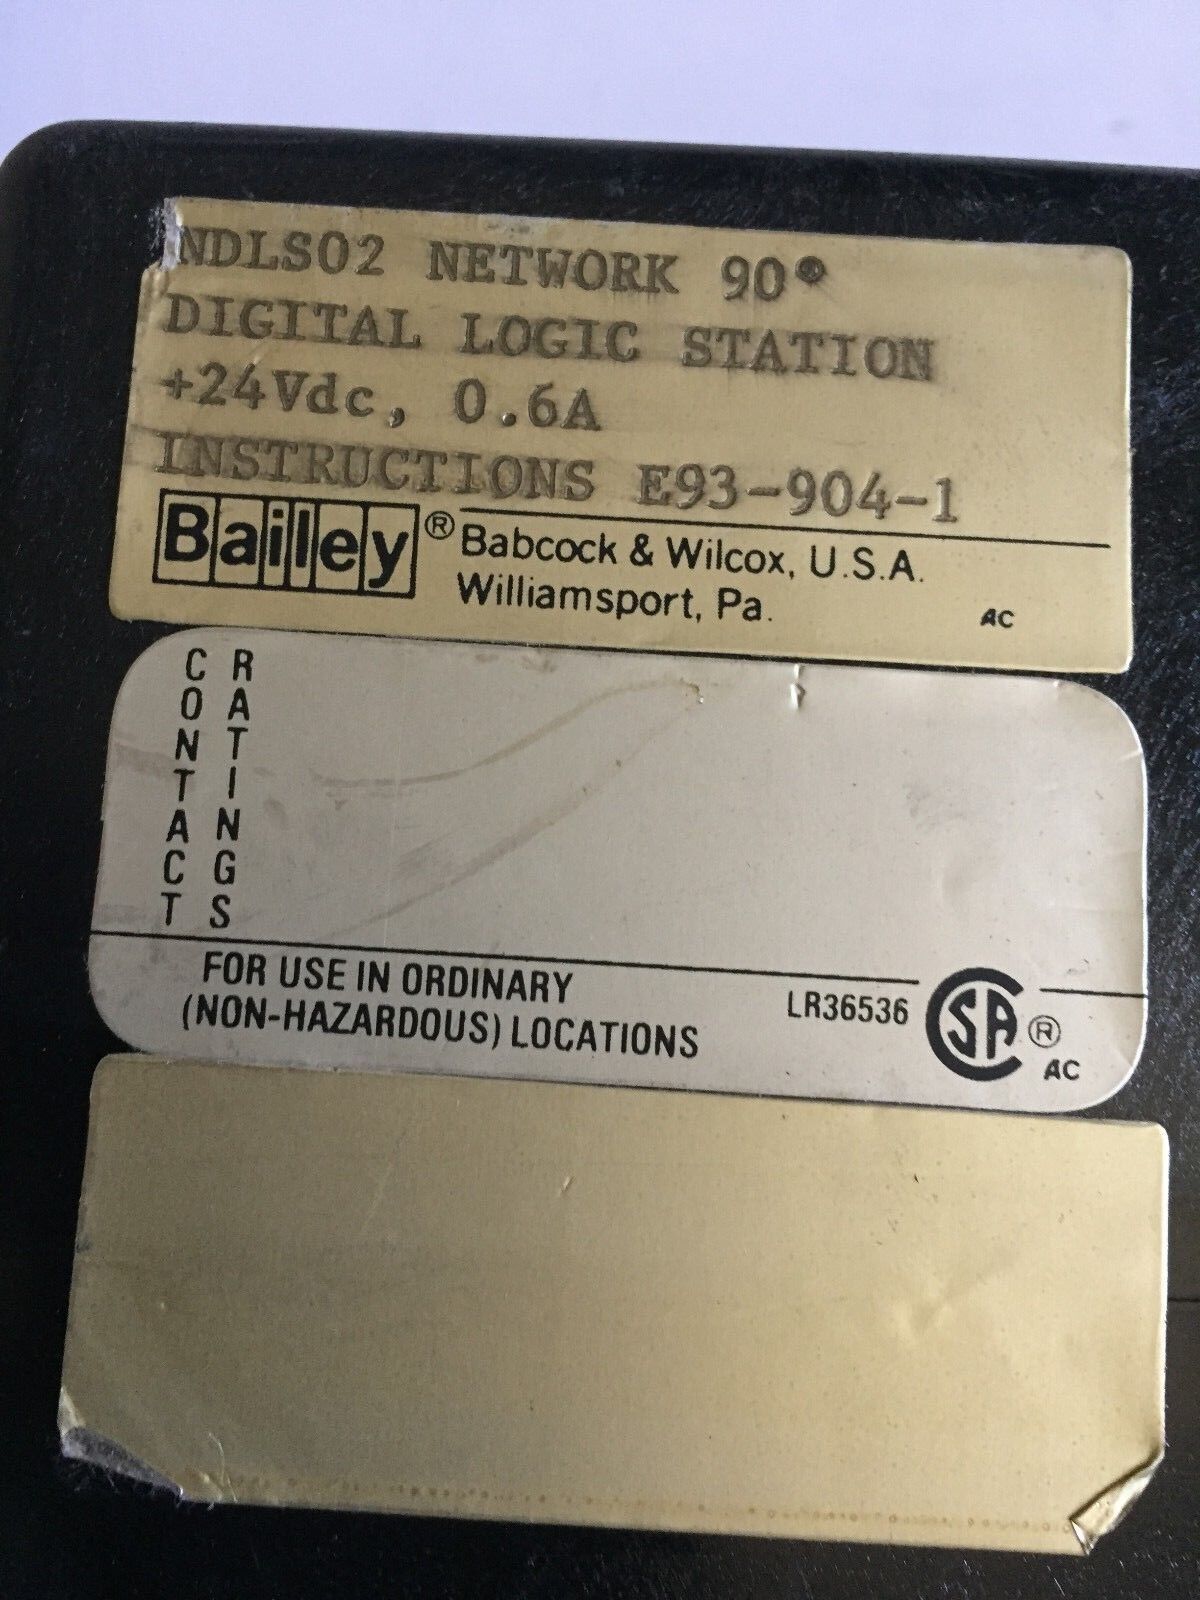 NDLS02 NETWORK 90®
DIGITAL LOGIC STATION
+24Vdc, 0.6A
INSTRUCTIONS E93-904-1
Bailey® Babcock & Wilcox, U.S.A.
Williamsport, Pa.
AC
CONTACT
RATINGS
FOR USE IN ORDINARY
(NON-HAZARDOUS) LOCATIONS
LR36536
CSA®
AC